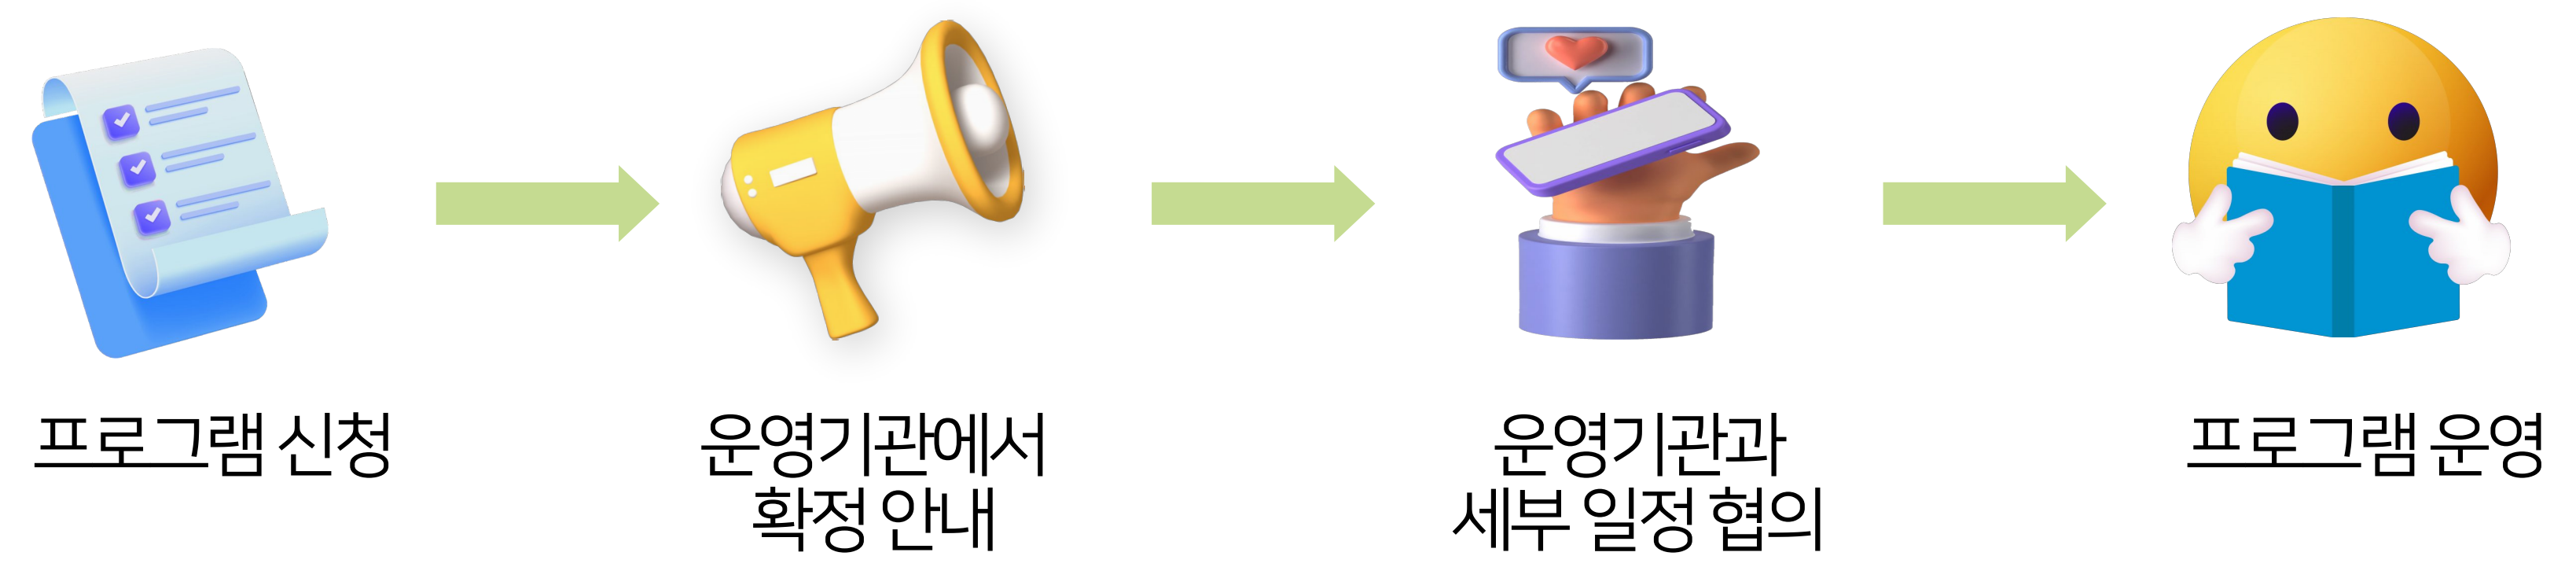 프로그램 신청
운영기관에서
확정 안내
운영기관과
세부 일정 협의
프로그램 운영